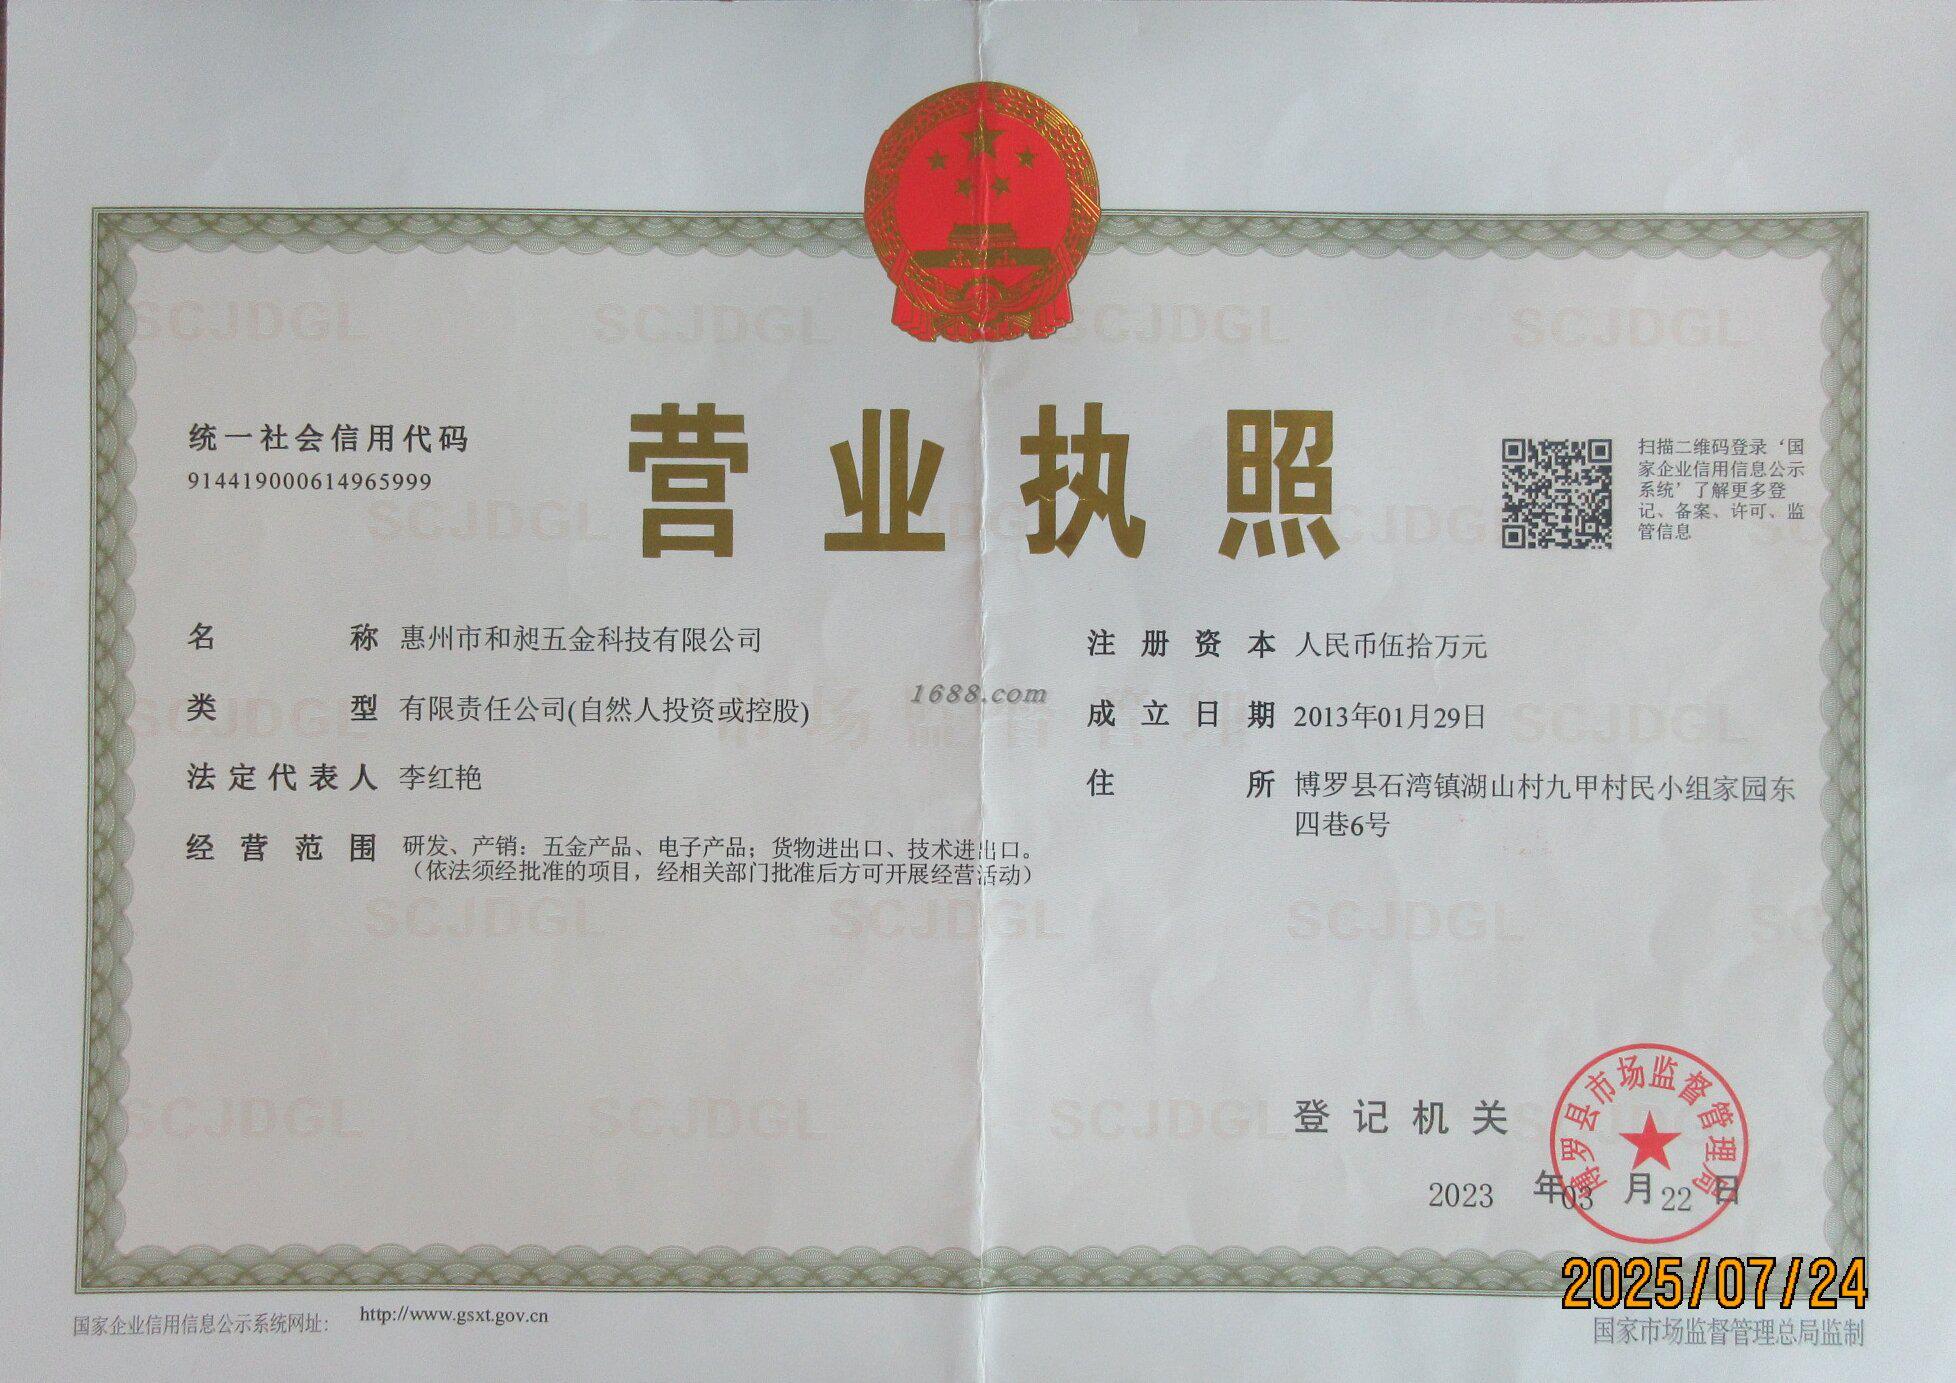 营业执照
统一社会信用代码
914419000614965999
扫描二维码登录‘国
家企业信用信息公示
系统’了解更多登
记、备案、许可、监
管信息
名称 惠州市和昶五金科技有限公司
类型 有限责任公司(自然人投资或控股)
法定代表人 李红艳
经营范围 研发、产销：五金产品、电子产品；货物进出口、技术进出口。
（依法须经批准的项目，经相关部门批准后方可开展经营活动）
注册资本 人民币伍拾万元
成立日期 2013年01月29日
住所 博罗县石湾镇湖山村九甲村民小组家园东
四巷6号
1688.com
登记机关
博罗县市场监督管理局
2023 年03 月22 日
2025/07/24
国家企业信用信息公示系统网址： http://www.gsxt.gov.cn
国家市场监督管理总局监制